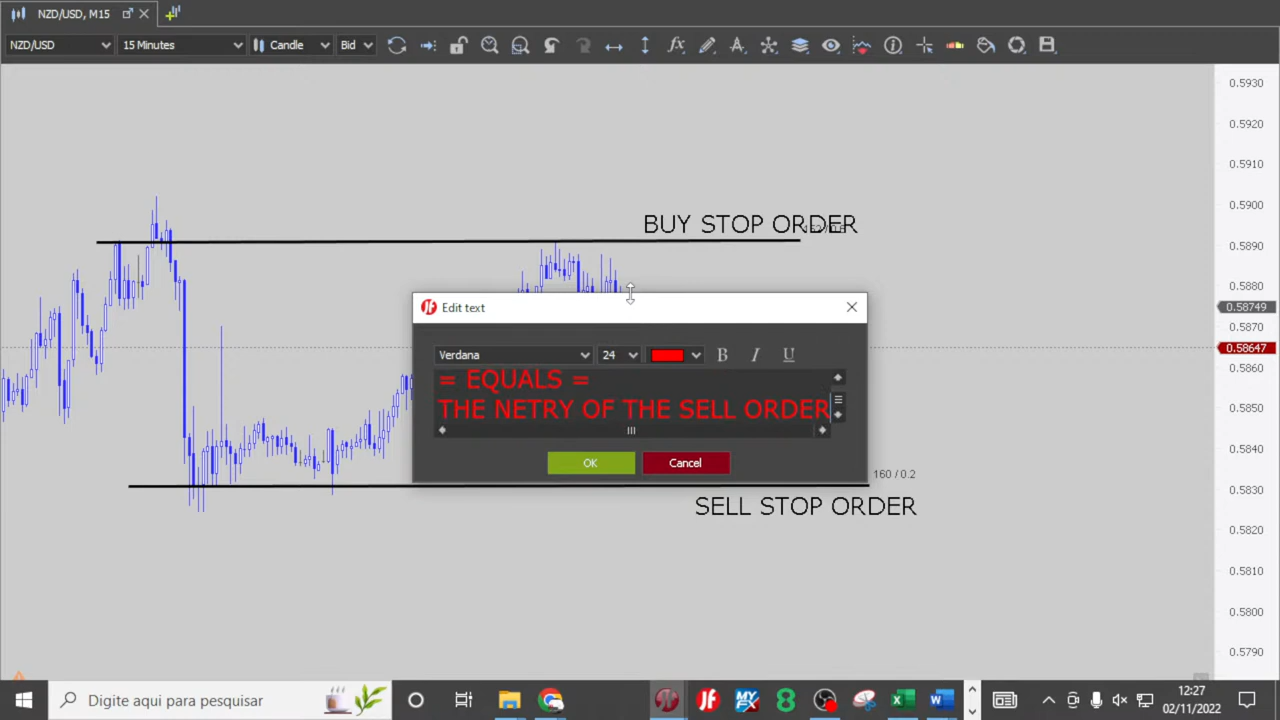 NZD/USD, M15
NZD/USD
15 Minutes
Candle
Bid
0.5930
0.5920
0.5910
0.5900
0.5890
0.5880
0.58749
0.5870
0.58647
0.5860
0.5850
0.5840
0.5830
0.5820
0.5810
0.5800
0.5790
BUY STOP ORDER
Edit text
Verdana
24
B I U
= EQUALS =
THE NETRY OF THE SELL ORDER
OK
Cancel
160 / 0.2
SELL STOP ORDER
Digite aqui para pesquisar
12:27
02/11/2022